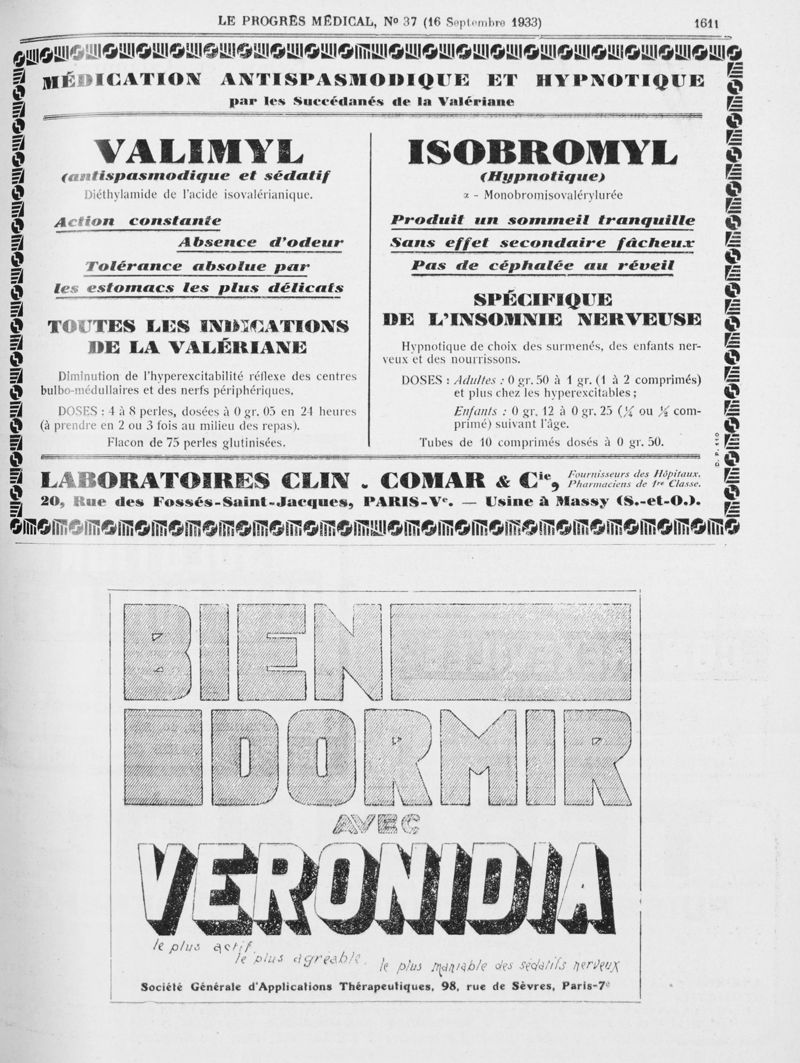 LE PROGRÈS MÉDICAL, Nº 37 (16 Septembre 1933) 1611
MÉDICATION ANTISPASMODIQUE ET HYPNOTIQUE
par les Succédanés de la Valériane
VALIMYL
(antispasmodique et sédatif
Diéthylamide de l'acide isovalérianique.
Action constante
Absence d'odeur
Tolérance absolue par
les estomacs les plus délicats
TOUTES LES INDICATIONS
DE LA VALÉRIANE
Diminution de l'hyperexcitabilité réflexe des centres
bulbo-médullaires et des nerfs périphériques.
DOSES : 4 à 8 perles, dosées à 0 gr. 05 en 24 heures
(à prendre en 2 ou 3 fois au milieu des repas).
Flacon de 75 perles glutinisées.
ISOBROMYL
(Hypnotique)
α - Monobromisovalérylurée
Produit un sommeil tranquille
Sans effet secondaire fâcheux
Pas de céphalée au réveil
SPÉCIFIQUE
DE L'INSOMNIE NERVEUSE
Hypnotique de choix des surmenés, des enfants ner-
veux et des nourrissons.
DOSES : Adultes : 0 gr. 50 à 1 gr. (1 à 2 comprimés)
et plus chez les hyperexcitables ;
Enfants : 0 gr. 12 à 0 gr. 25 (¼ ou ½ com-
primé) suivant l'âge.
Tubes de 10 comprimés dosés à 0 gr. 50.
O. P. 110
LABORATOIRES CLIN . COMAR & Cie, Fournisseurs des Hôpitaux.
Pharmaciens de 1re Classe.
20, Rue des Fossés-Saint-Jacques, PARIS-Ve. — Usine à Massy (S.-et-O.).
BIEN
DORMIR
AVEC
VERONIDIA
le plus actif.
le plus agréable.
le plus maniable des sédatifs nerveux
Société Générale d'Applications Thérapeutiques, 98, rue de Sèvres, Paris-7e